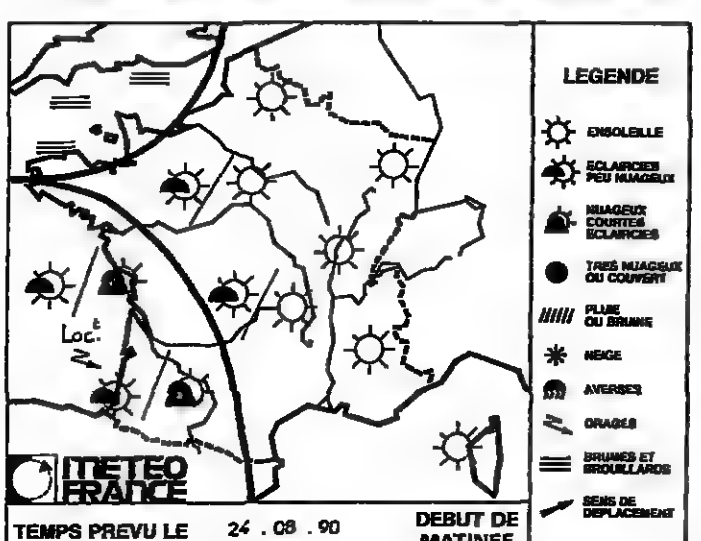 LEGENDE
ENSOLEILLE
ECLAIRCIES
PEU NUAGEUX
NUAGEUX
COURTES
ECLAIRCIES
TRES NUAGEUX
OU COUVERT
PLUIE
OU BRUINE
NEIGE
AVERSES
ORAGES
BRUMES ET
BROUILLARDS
SENS DE
DEPLACEMENT
Loc.t
METEO
FRANCE
TEMPS PREVU LE 24.08.90 DEBUT DE
MATINEE